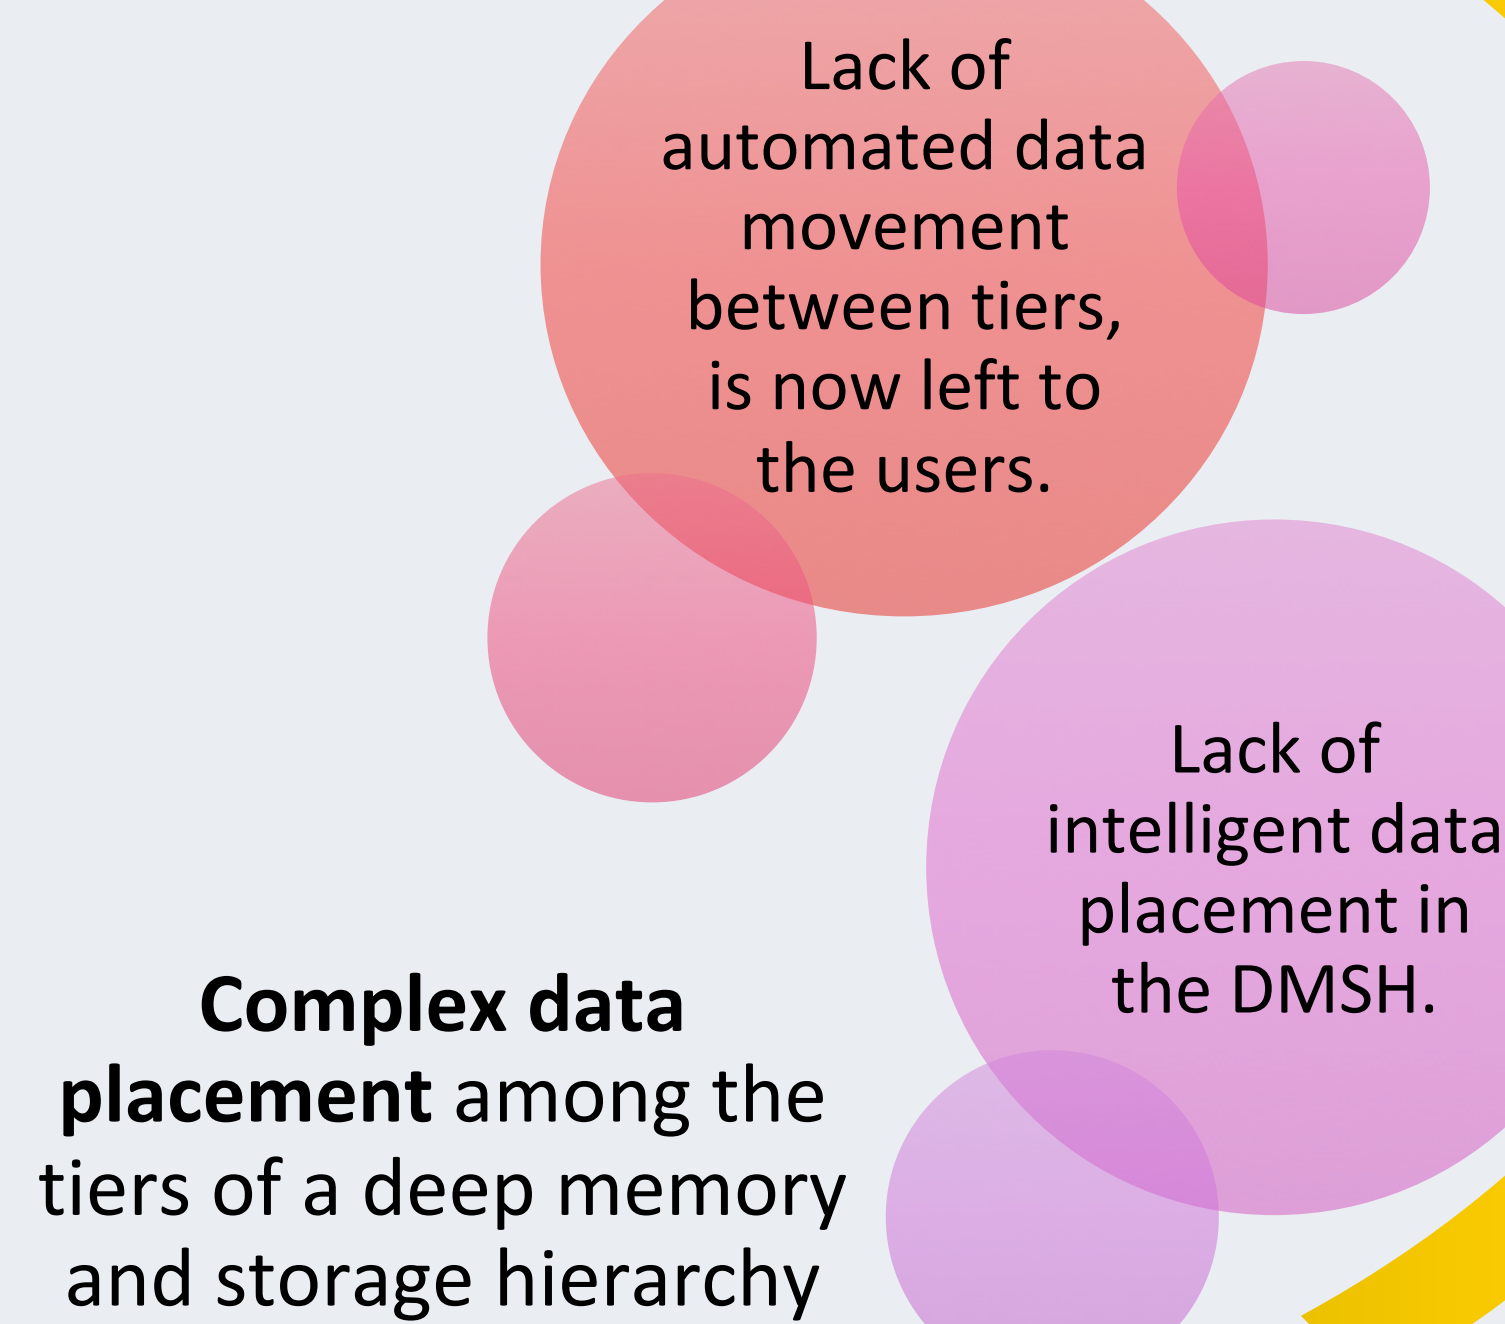 Lack of
automated data
movement
between tiers,
is now left to
the users.
Lack of
intelligent data
placement in
the DMSH.
Complex data
placement among the
tiers of a deep memory
and storage hierarchy